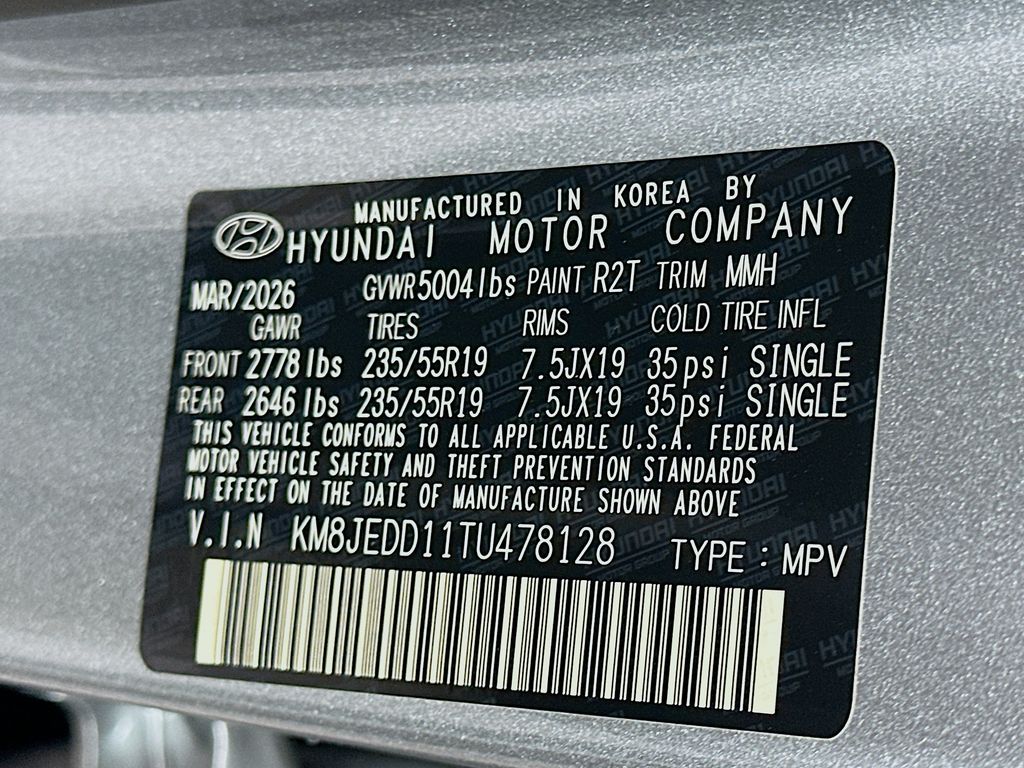 MANUFACTURED IN KOREA BY
HYUNDAI MOTOR COMPANY
MAR/2026 GVWR 5004 lbs PAINT R2T TRIM MMH
GAWR TIRES RIMS COLD TIRE INFL
FRONT 2778 lbs 235/55R19 7.5JX19 35psi SINGLE
REAR 2646 lbs 235/55R19 7.5JX19 35psi SINGLE
THIS VEHICLE CONFORMS TO ALL APPLICABLE U.S.A. FEDERAL
MOTOR VEHICLE SAFETY AND THEFT PREVENTION STANDARDS
IN EFFECT ON THE DATE OF MANUFACTURE SHOWN ABOVE
V.I.N KM8JEDD11TU478128 TYPE : MPV